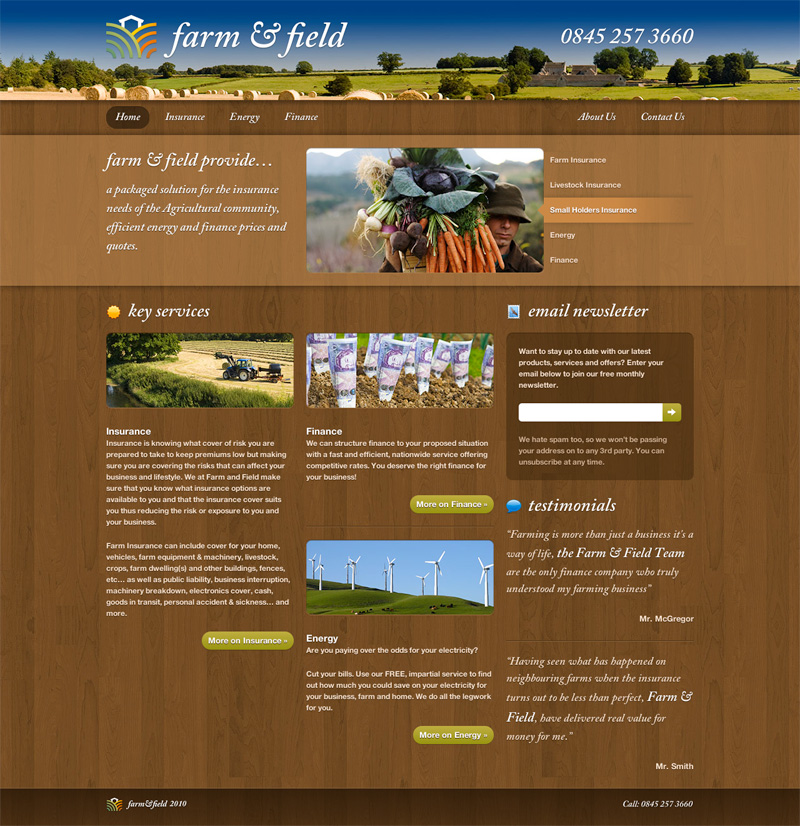 farm & field
0845 257 3660
Home
Insurance
Energy
Finance
About Us
Contact Us
farm & field provide...
a packaged solution for the insurance
needs of the Agricultural community,
efficient energy and finance prices and
quotes.
Farm Insurance
Livestock Insurance
Small Holders Insurance
Energy
Finance
key services
Insurance
Insurance is knowing what cover of risk you are
prepared to take to keep premiums low but making
sure you are covering the risks that can affect your
business and lifestyle. We at Farm and Field make
sure that you know what insurance options are
available to you and that the insurance cover suits
you thus reducing the risk or exposure to you and
your business.
Farm Insurance can include cover for your home,
vehicles, farm equipment & machinery, livestock,
crops, farm dwelling(s) and other buildings, fences,
etc... as well as public liability, business interruption,
machinery breakdown, electronics cover, cash,
goods in transit, personal accident & sickness... and
more.
More on Insurance »
Finance
We can structure finance to your proposed situation
with a fast and efficient, nationwide service offering
competitive rates. You deserve the right finance for
your business!
More on Finance »
Energy
Are you paying over the odds for your electricity?
Cut your bills. Use our FREE, impartial service to find
out how much you could save on your electricity for
your business, farm and home. We do all the legwork
for you.
More on Energy »
email newsletter
Want to stay up to date with our latest
products, services and offers? Enter your
email below to join our free monthly
newsletter.
We hate spam too, so we won't be passing
your address on to any 3rd party. You can
unsubscribe at any time.
testimonials
"Farming is more than just a business it's a
way of life, the Farm & Field Team
are the only finance company who truly
understood my farming business"
Mr. McGregor
"Having seen what has happened on
neighbouring farms when the insurance
turns out to be less than perfect, Farm &
Field, have delivered real value for
money for me."
Mr. Smith
farm&field 2010
Call: 0845 257 3660